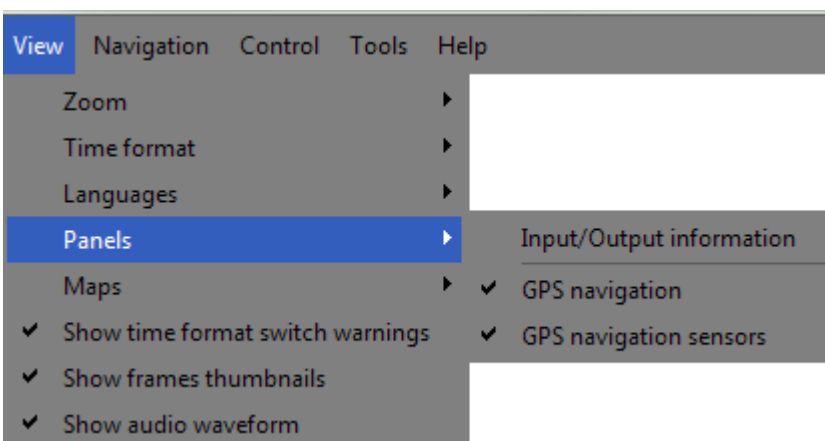 View Navigation Control Tools Help
Zoom
Time format
Languages
Panels
Input/Output information
Maps
GPS navigation
Show time format switch warnings
GPS navigation sensors
Show frames thumbnails
Show audio waveform